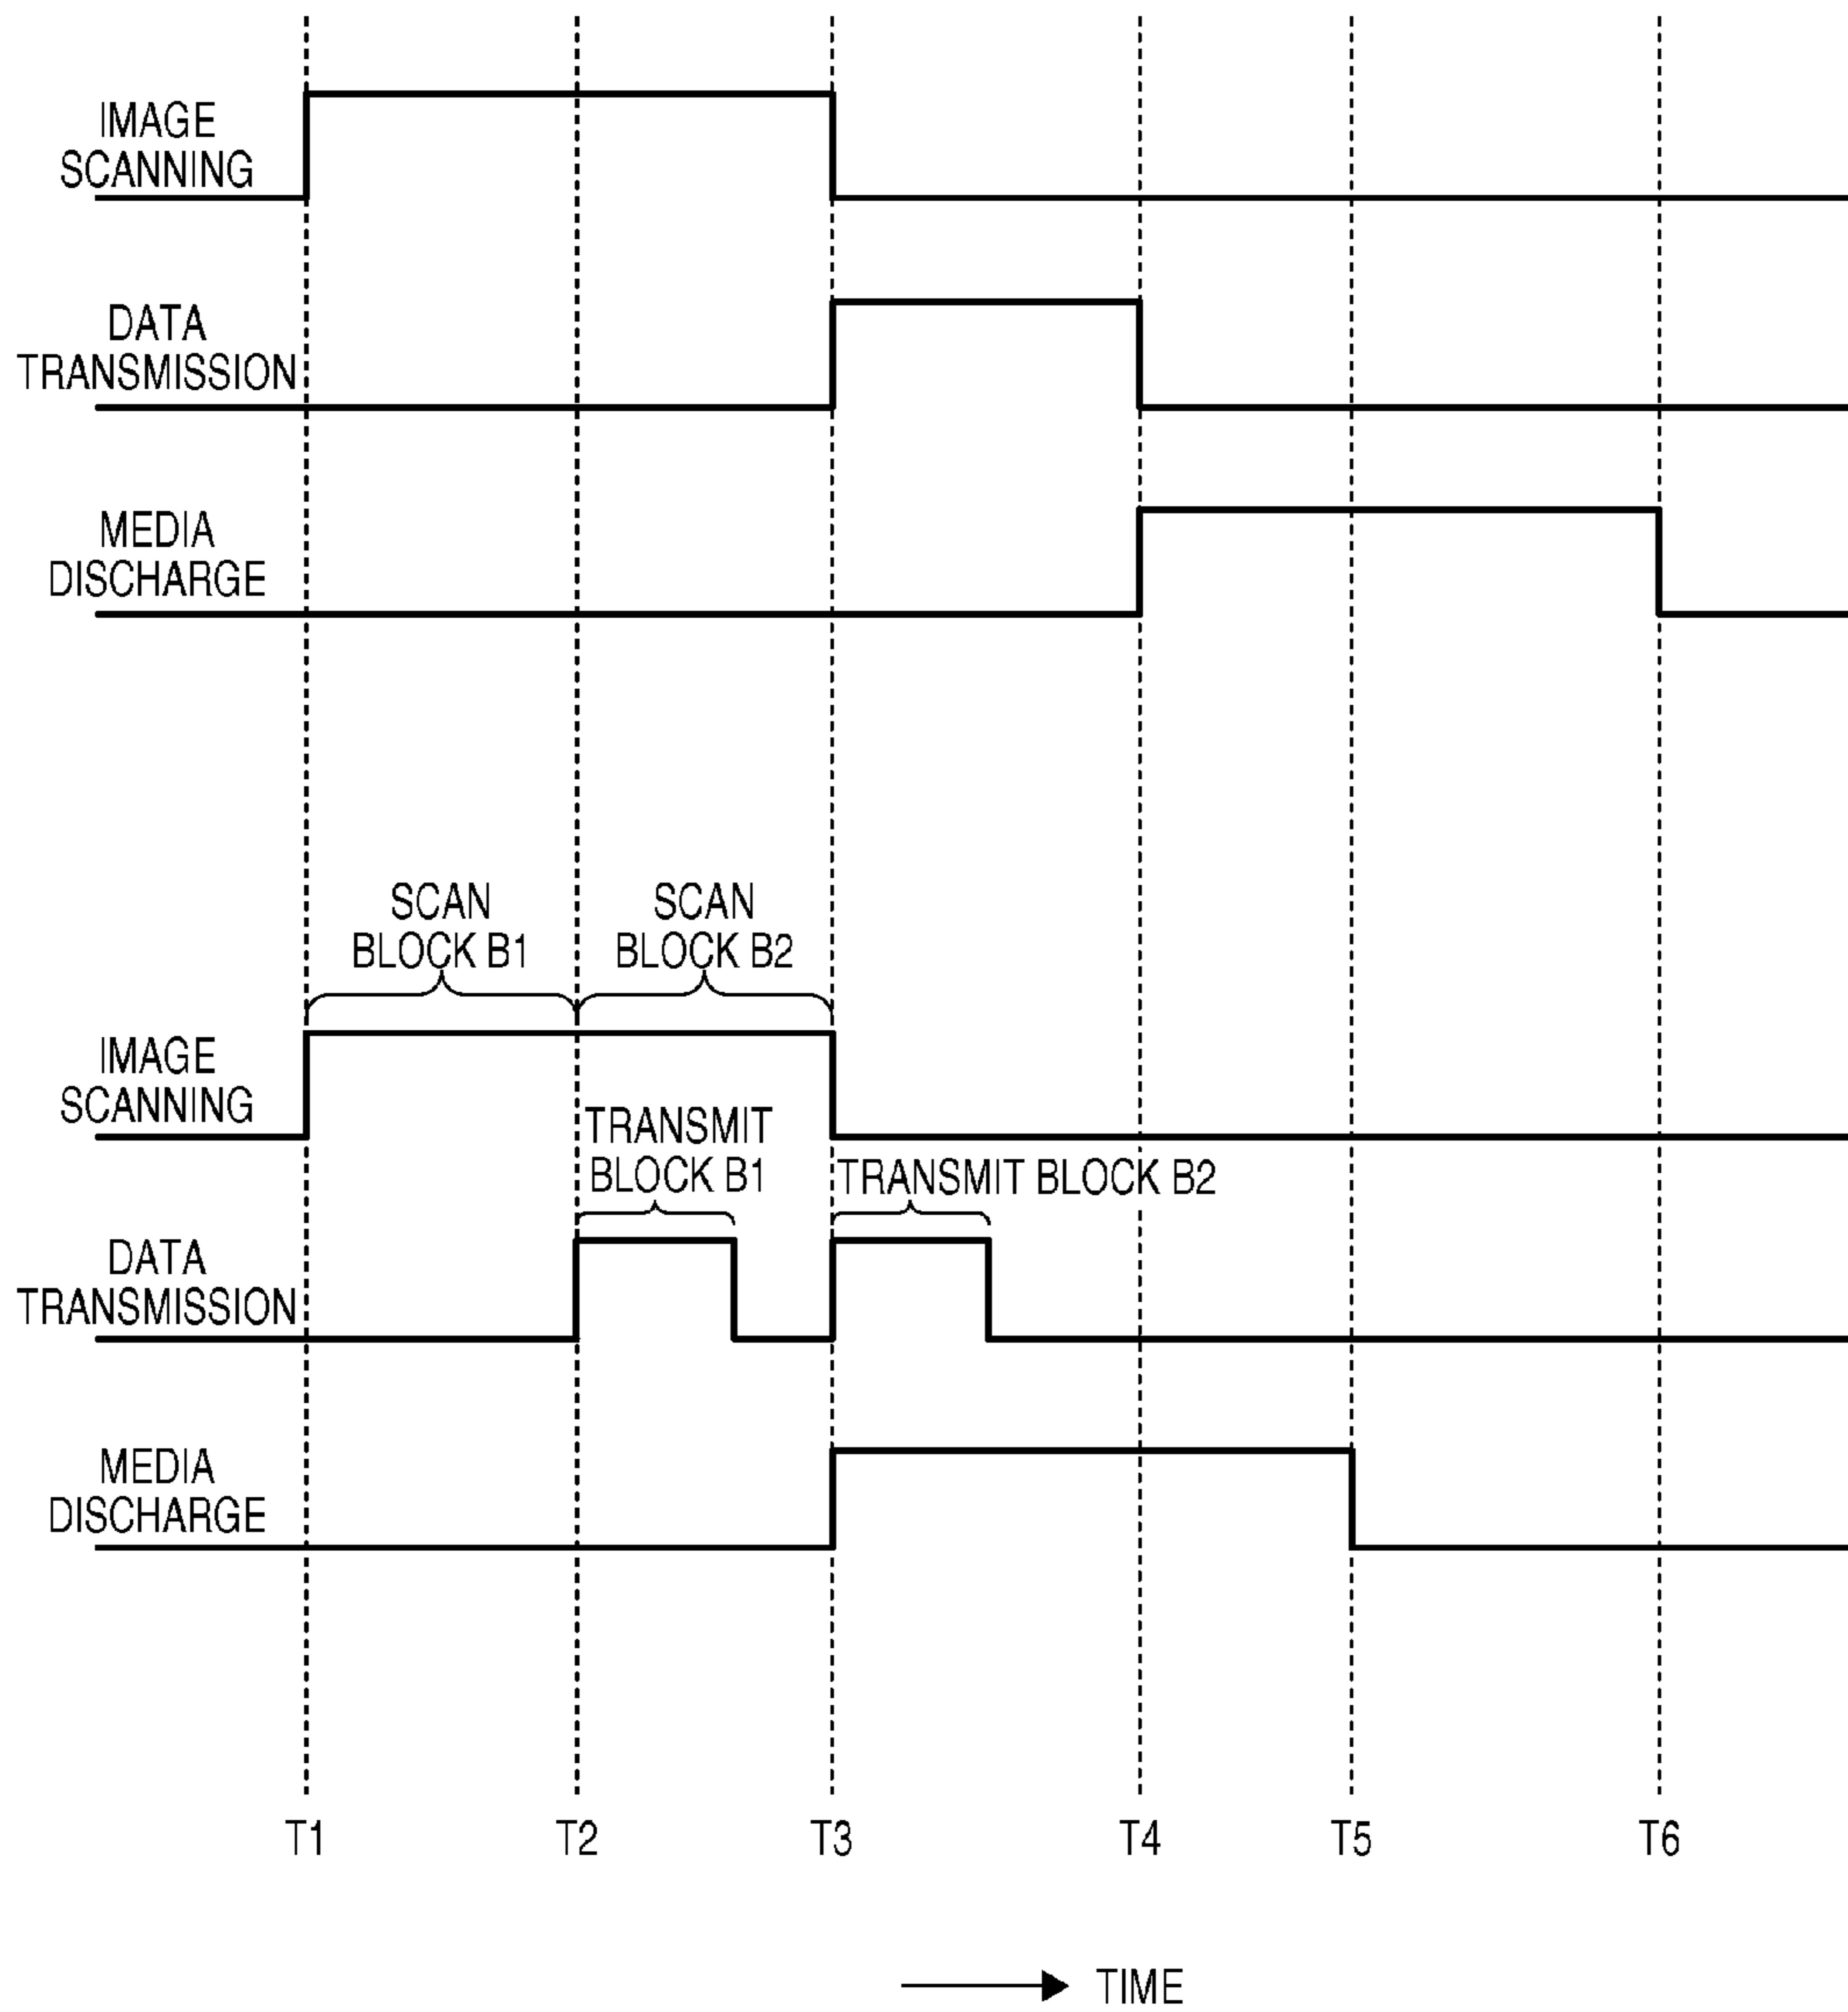 IMAGE
SCANNING
DATA
TRANSMISSION
MEDIA
DISCHARGE
SCAN
BLOCK B1
SCAN
BLOCK B2
IMAGE
SCANNING
TRANSMIT
BLOCK B1
TRANSMIT BLOCK B2
DATA
TRANSMISSION
MEDIA
DISCHARGE
T1
T2
T3
T4
T5
T6
TIME